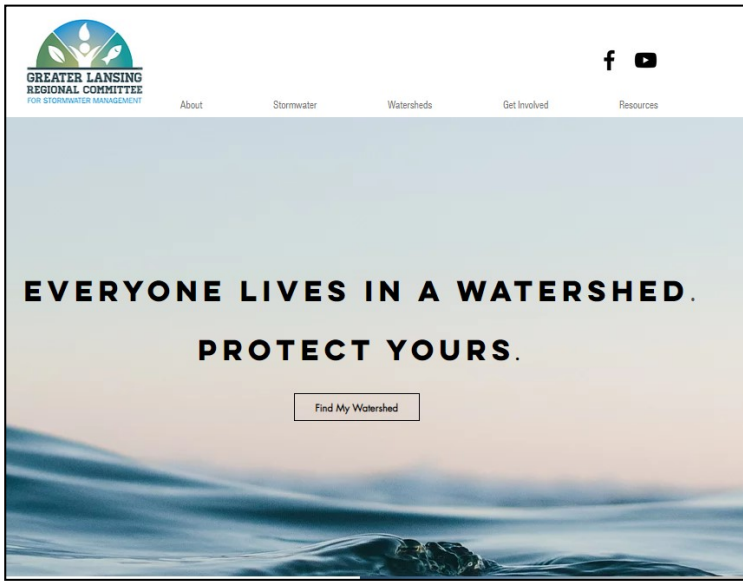 GREATER LANSING
REGIONAL COMMITTEE
FOR STORMWATER MANAGEMENT
About Stormwater Watersheds Get Involved Resources
EVERYONE LIVES IN A WATERSHED.
PROTECT YOURS.
Find My Watershed